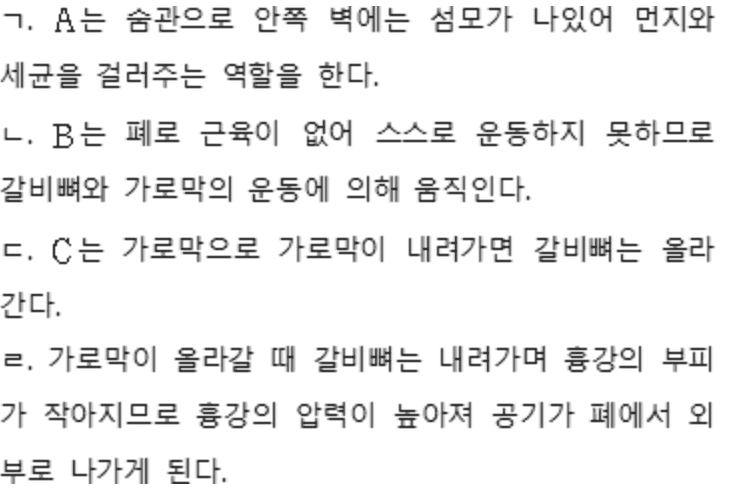 ㄱ. A는 숨관으로 안쪽 벽에는 섬모가 나있어 먼지와
세균을 걸러주는 역할을 한다.
ㄴ. B는 폐로 근육이 없어 스스로 운동하지 못하므로
갈비뼈와 가로막의 운동에 의해 움직인다.
ㄷ. C는 가로막으로 가로막이 내려가면 갈비뼈는 올라
간다.
ㄹ. 가로막이 올라갈 때 갈비뼈는 내려가며 흉강의 부피
가 작아지므로 흉강의 압력이 높아져 공기가 폐에서 외
부로 나가게 된다.